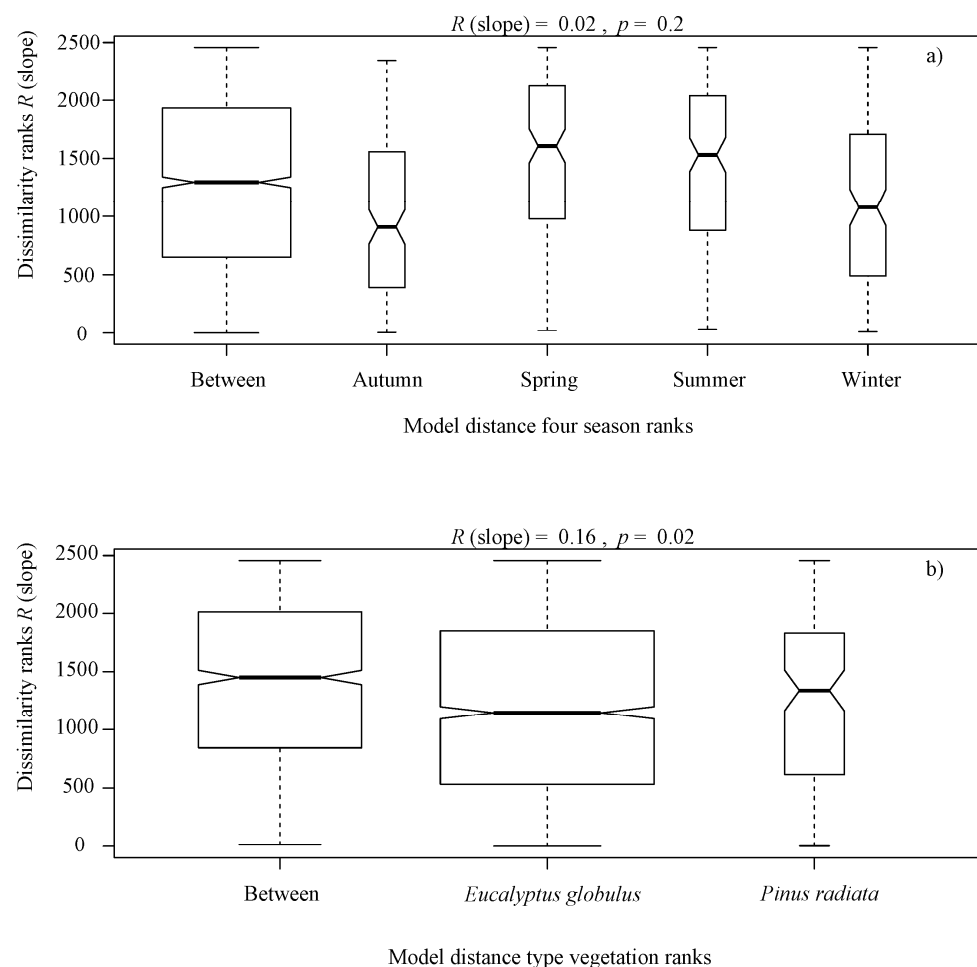 R (slope) = 0.02 , p = 0.2
a)
Dissimilarity ranks R (slope)
2500
2000
1500
1000
500
0
Between Autumn Spring Summer Winter
Model distance four season ranks
R (slope) = 0.16 , p = 0.02
b)
Dissimilarity ranks R (slope)
2500
2000
1500
1000
500
0
Between Eucalyptus globulus Pinus radiata
Model distance type vegetation ranks